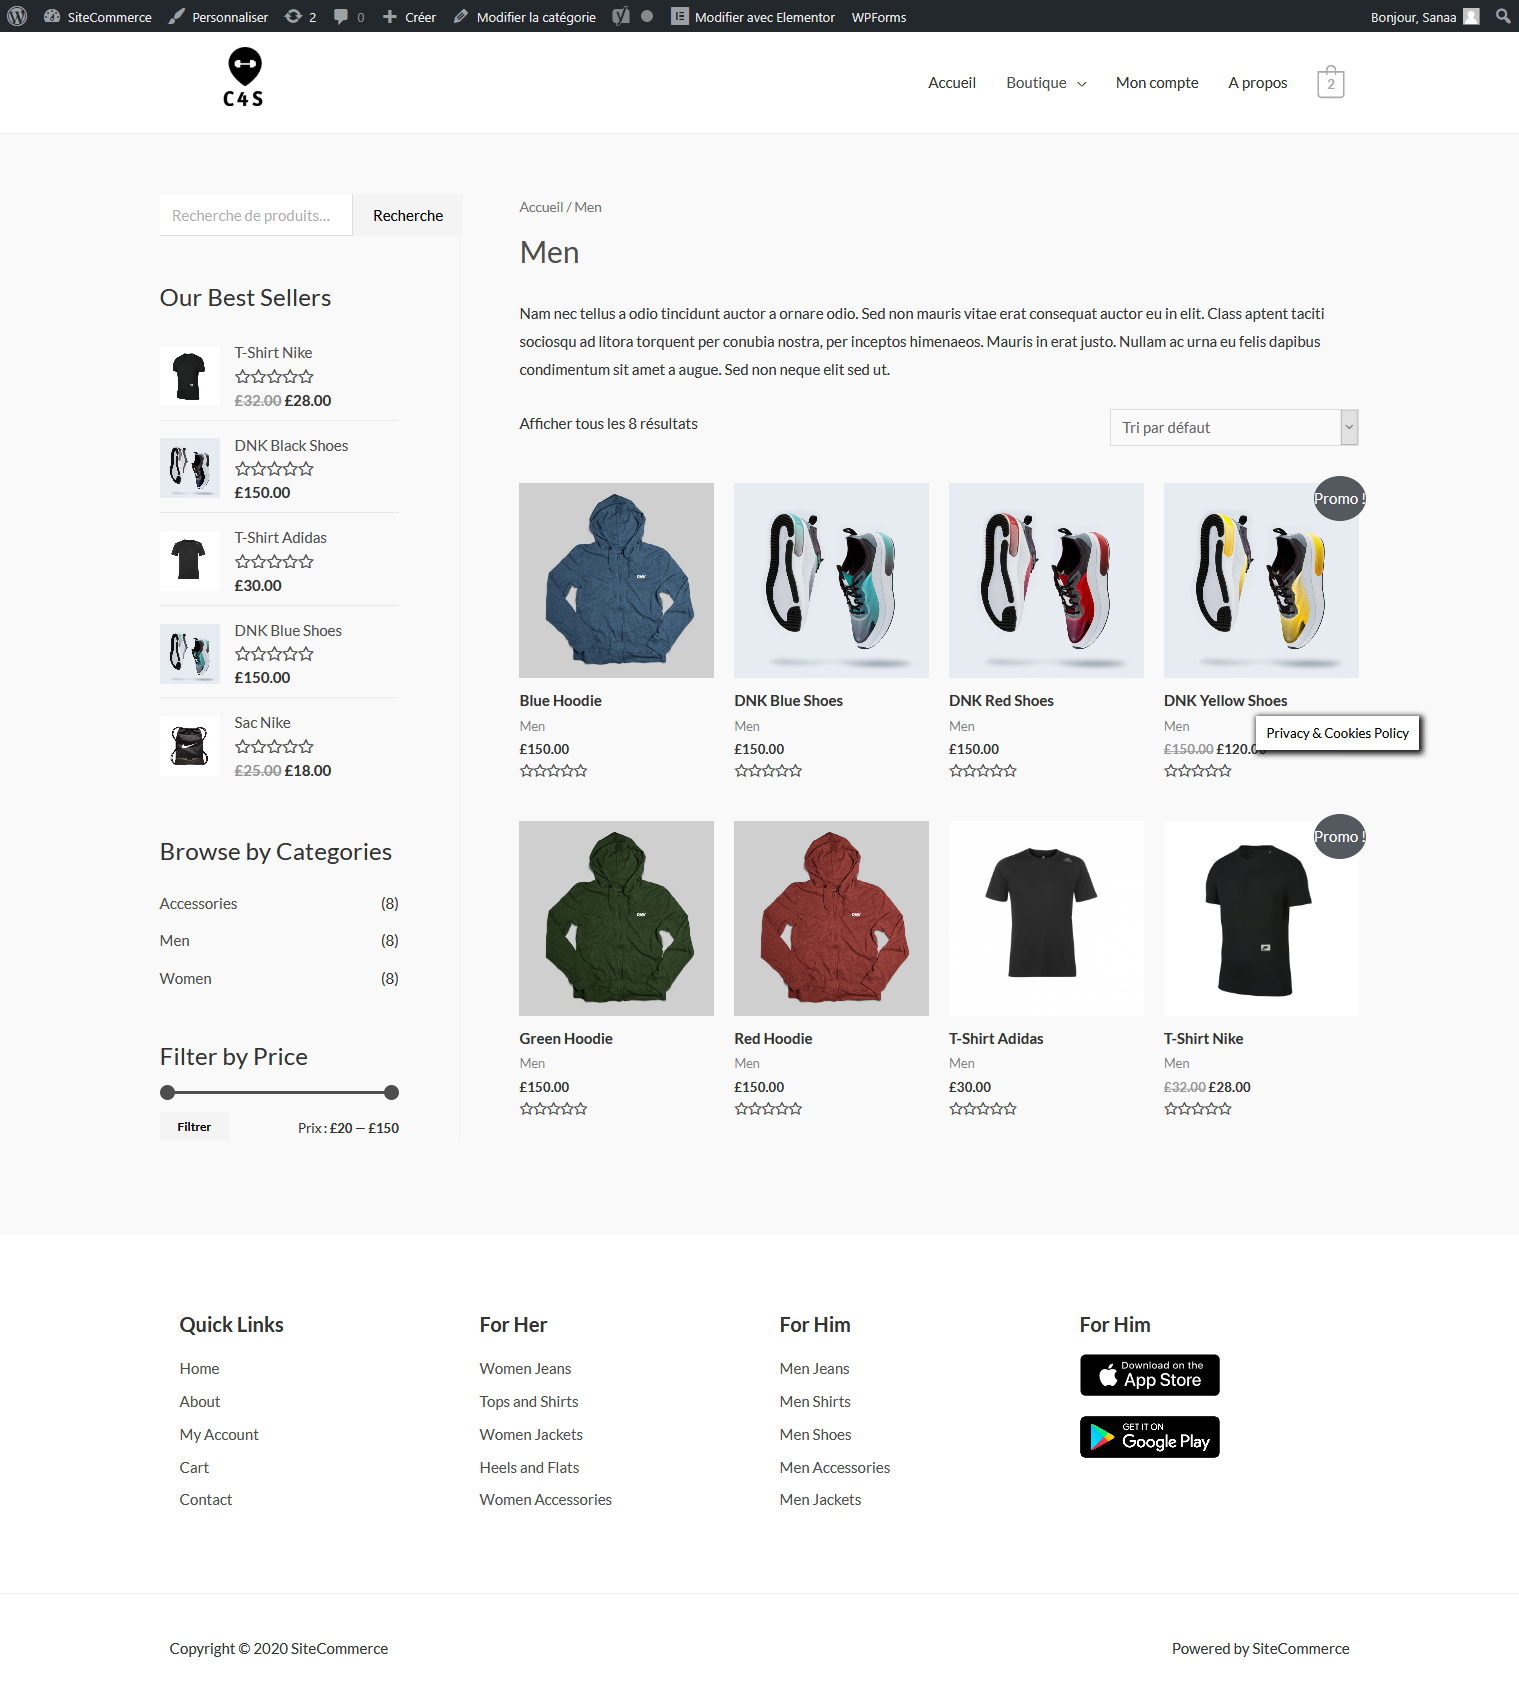 SiteCommerce Personnaliser 2 0 Créer Modifier la catégorie Modifier avec Elementor WPForms Bonjour, Sanaa
C4S
Accueil Boutique Mon compte A propos 2
Recherche de produits... Recherche
Our Best Sellers
T-Shirt Nike
£32.00 £28.00
DNK Black Shoes
£150.00
T-Shirt Adidas
£30.00
DNK Blue Shoes
£150.00
Sac Nike
£25.00 £18.00
Browse by Categories
Accessories (8)
Men (8)
Women (8)
Filter by Price
Filtrer Prix : £20 — £150
Accueil / Men
Men
Nam nec tellus a odio tincidunt auctor a ornare odio. Sed non mauris vitae erat consequat auctor eu in elit. Class aptent taciti
sociosqu ad litora torquent per conubia nostra, per inceptos himenaeos. Mauris in erat justo. Nullam ac urna eu felis dapibus
condimentum sit amet a augue. Sed non neque elit sed ut.
Afficher tous les 8 résultats Tri par défaut
DNK
Promo !
Blue Hoodie DNK Blue Shoes DNK Red Shoes DNK Yellow Shoes
Men Men Men Men
Privacy & Cookies Policy
£150.00 £150.00 £150.00 £150.00 £120.0
Promo !
DNK DNK
Green Hoodie Red Hoodie T-Shirt Adidas T-Shirt Nike
Men Men Men Men
£150.00 £150.00 £30.00 £32.00 £28.00
Quick Links
Home
About
My Account
Cart
Contact
For Her
Women Jeans
Tops and Shirts
Women Jackets
Heels and Flats
Women Accessories
For Him
Men Jeans
Men Shirts
Men Shoes
Men Accessories
Men Jackets
For Him
Download on the
App Store
GET IT ON
Google Play
Copyright © 2020 SiteCommerce Powered by SiteCommerce